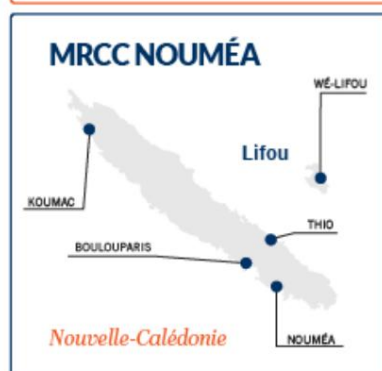 MRCC NOUMÉA
WÉ-LIFOU
Lifou
KOUMAC
THIO
BOULOUPARIS
Nouvelle-Calédonie
NOUMÉA